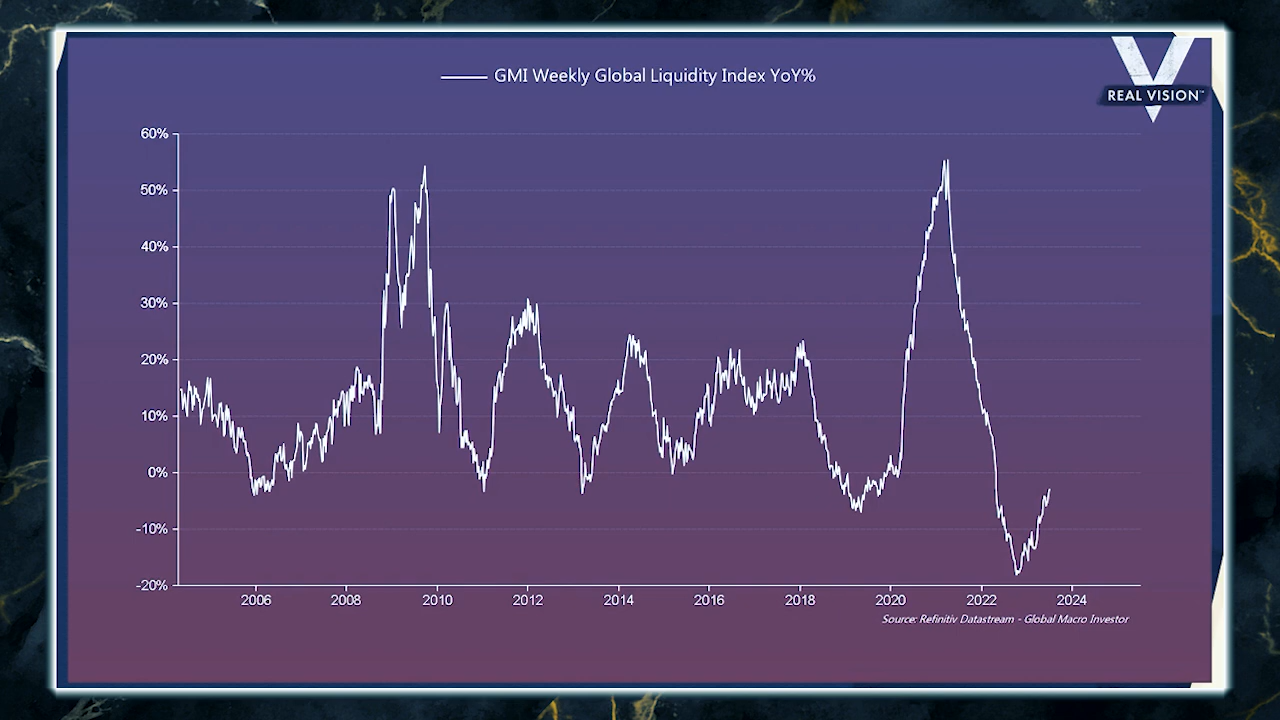 GMI Weekly Global Liquidity Index YoY%
REAL VISION™
60%
50%
40%
30%
20%
10%
0%
-10%
-20%
2006 2008 2010 2012 2014 2016 2018 2020 2022 2024
Source: Refinitiv Datastream - Global Macro Investor